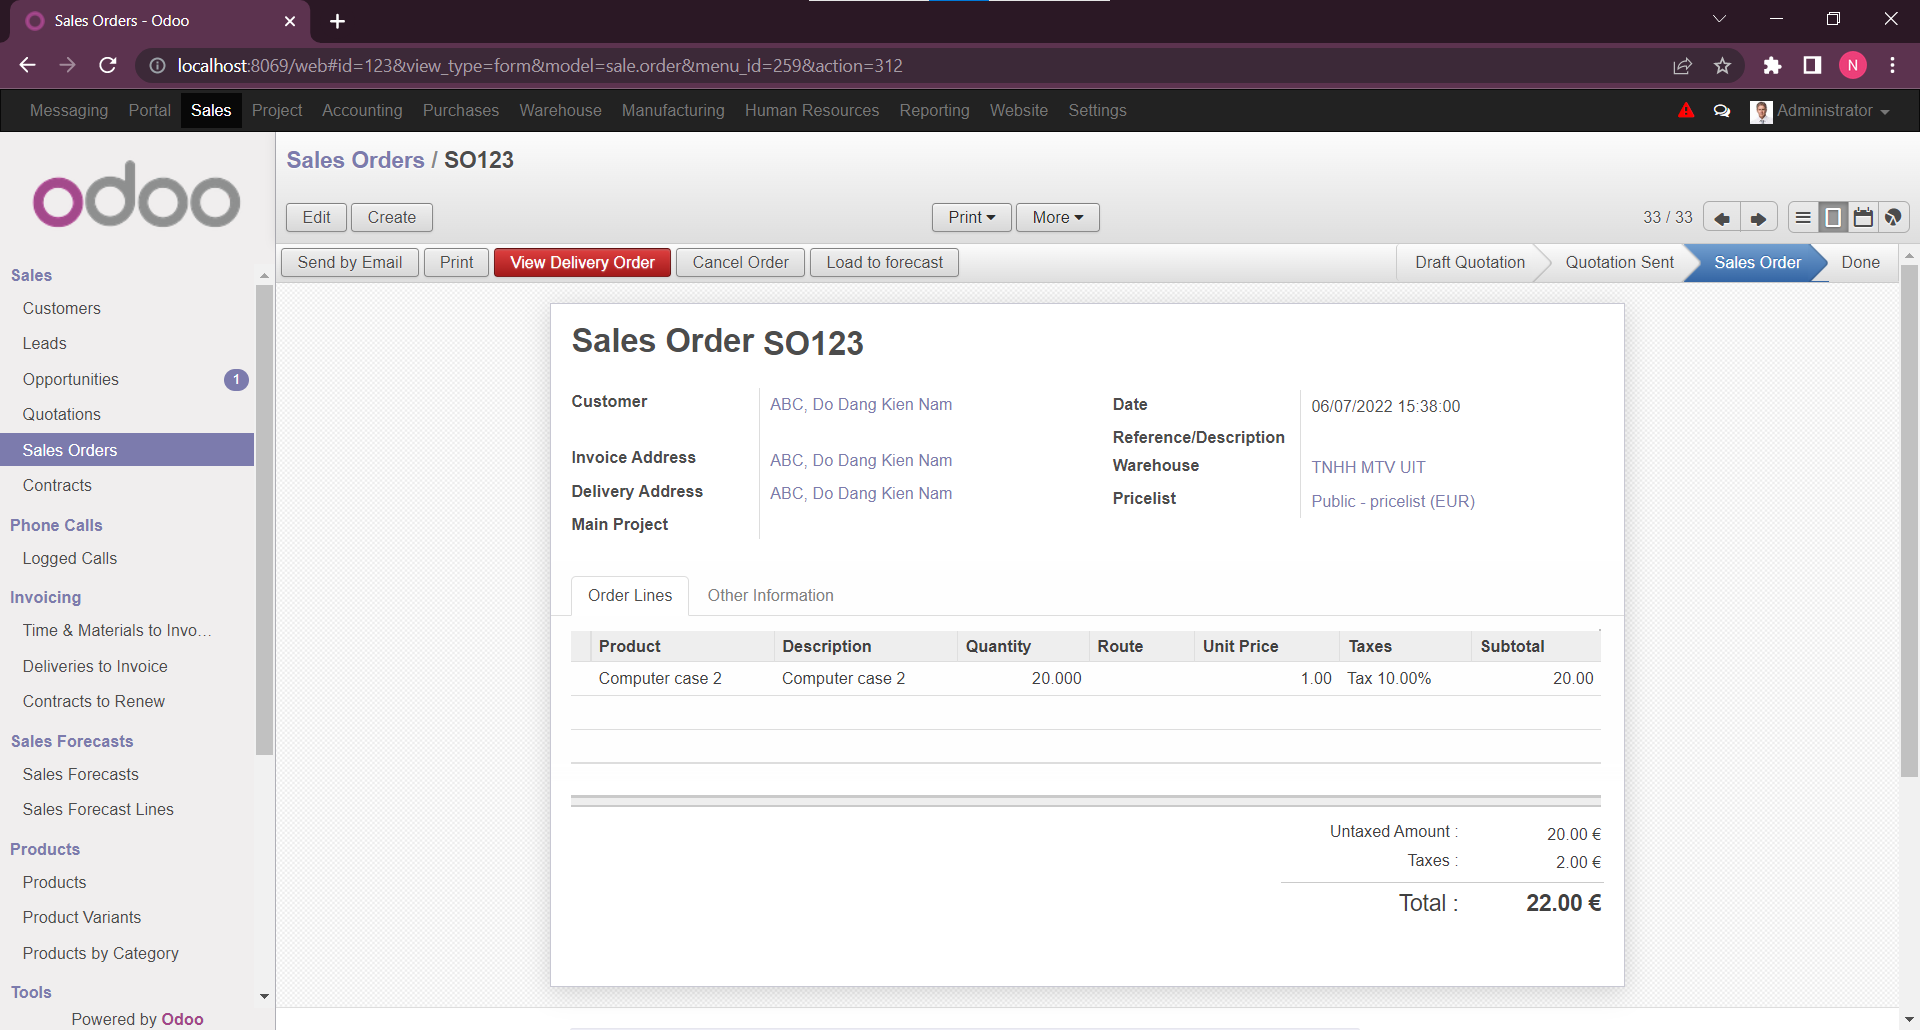 Sales Orders - Odoo
localhost:8069/web#id=123&view_type=form&model=sale.order&menu_id=259&action=312
N
Messaging Portal Sales Project Accounting Purchases Warehouse Manufacturing Human Resources Reporting Website Settings Administrator
odoo
Sales Orders / SO123
Edit Create Print More 33 / 33
Send by Email Print View Delivery Order Cancel Order Load to forecast Draft Quotation Quotation Sent Sales Order Done
Sales
Customers
Leads
Opportunities 1
Quotations
Sales Orders
Contracts
Phone Calls
Logged Calls
Invoicing
Time & Materials to Invo…
Deliveries to Invoice
Contracts to Renew
Sales Forecasts
Sales Forecasts
Sales Forecast Lines
Products
Products
Product Variants
Products by Category
Tools
Powered by Odoo
Sales Order SO123
Customer ABC, Do Dang Kien Nam
Invoice Address ABC, Do Dang Kien Nam
Delivery Address ABC, Do Dang Kien Nam
Main Project
Date 06/07/2022 15:38:00
Reference/Description
Warehouse TNHH MTV UIT
Pricelist Public - pricelist (EUR)
Order Lines Other Information
Product Description Quantity Route Unit Price Taxes Subtotal
Computer case 2 Computer case 2 20.000 1.00 Tax 10.00% 20.00
Untaxed Amount : 20.00 €
Taxes : 2.00 €
Total : 22.00 €